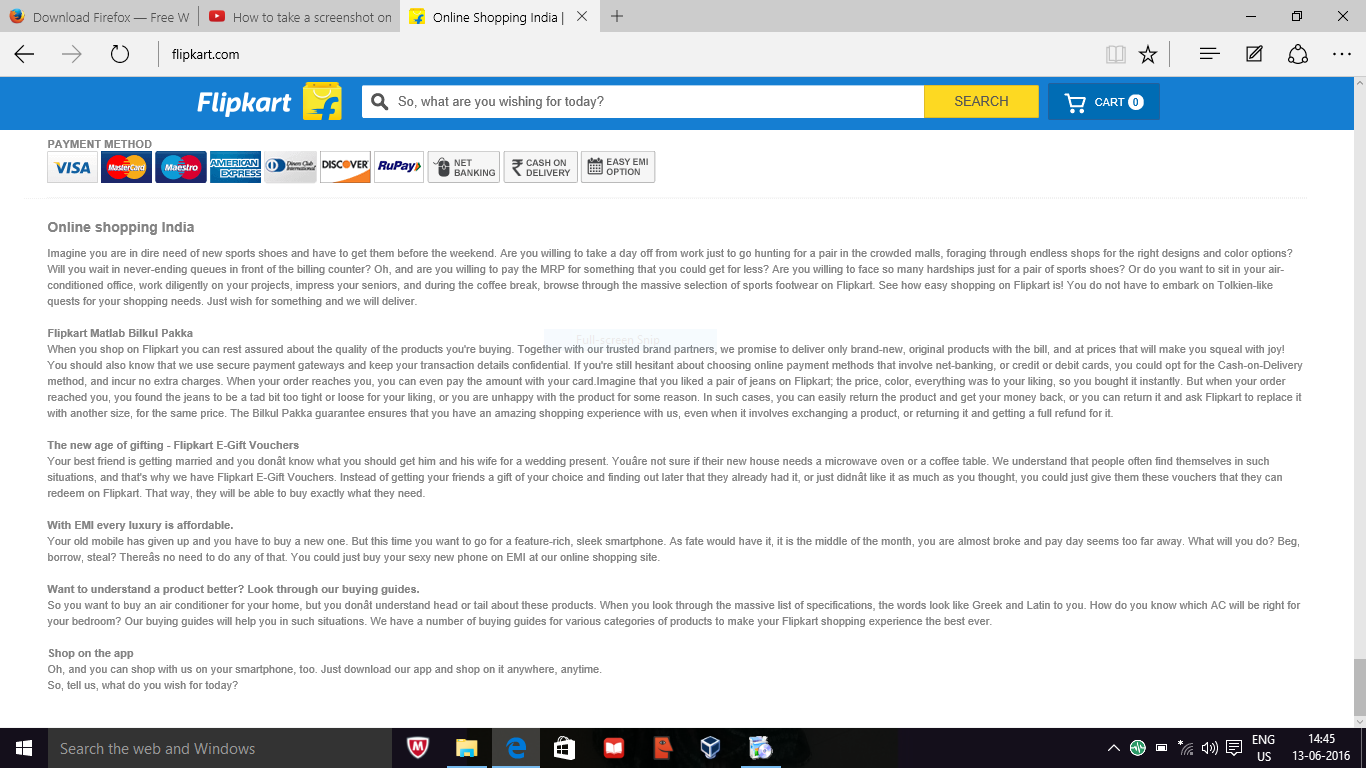 Download Firefox — Free W
How to take a screenshot on
Online Shopping India |
flipkart.com
Flipkart
So, what are you wishing for today?
SEARCH
CART 0
PAYMENT METHOD
VISA
MasterCard
Maestro
AMERICAN EXPRESS
Diners Club International
DISCOVER
RuPay
NET BANKING
CASH ON DELIVERY
EASY EMI OPTION
Online shopping India
Imagine you are in dire need of new sports shoes and have to get them before the weekend. Are you willing to take a day off from work just to go hunting for a pair in the crowded malls, foraging through endless shops for the right designs and color options?
Will you wait in never-ending queues in front of the billing counter? Oh, and are you willing to pay the MRP for something that you could get for less? Are you willing to face so many hardships just for a pair of sports shoes? Or do you want to sit in your air-
conditioned office, work diligently on your projects, impress your seniors, and during the coffee break, browse through the massive selection of sports footwear on Flipkart. See how easy shopping on Flipkart is! You do not have to embark on Tolkien-like
quests for your shopping needs. Just wish for something and we will deliver.
Full-screen Snip
Flipkart Matlab Bilkul Pakka
When you shop on Flipkart you can rest assured about the quality of the products you're buying. Together with our trusted brand partners, we promise to deliver only brand-new, original products with the bill, and at prices that will make you squeal with joy!
You should also know that we use secure payment gateways and keep your transaction details confidential. If you're still hesitant about choosing online payment methods that involve net-banking, or credit or debit cards, you could opt for the Cash-on-Delivery
method, and incur no extra charges. When your order reaches you, you can even pay the amount with your card.Imagine that you liked a pair of jeans on Flipkart; the price, color, everything was to your liking, so you bought it instantly. But when your order
reached you, you found the jeans to be a tad bit too tight or loose for your liking, or you are unhappy with the product for some reason. In such cases, you can easily return the product and get your money back, or you can return it and ask Flipkart to replace it
with another size, for the same price. The Bilkul Pakka guarantee ensures that you have an amazing shopping experience with us, even when it involves exchanging a product, or returning it and getting a full refund for it.
The new age of gifting - Flipkart E-Gift Vouchers
Your best friend is getting married and you donât know what you should get him and his wife for a wedding present. Youâre not sure if their new house needs a microwave oven or a coffee table. We understand that people often find themselves in such
situations, and that's why we have Flipkart E-Gift Vouchers. Instead of getting your friends a gift of your choice and finding out later that they already had it, or just didnât like it as much as you thought, you could just give them these vouchers that they can
redeem on Flipkart. That way, they will be able to buy exactly what they need.
With EMI every luxury is affordable.
Your old mobile has given up and you have to buy a new one. But this time you want to go for a feature-rich, sleek smartphone. As fate would have it, it is the middle of the month, you are almost broke and pay day seems too far away. What will you do? Beg,
borrow, steal? Thereâs no need to do any of that. You could just buy your sexy new phone on EMI at our online shopping site.
Want to understand a product better? Look through our buying guides.
So you want to buy an air conditioner for your home, but you donât understand head or tail about these products. When you look through the massive list of specifications, the words look like Greek and Latin to you. How do you know which AC will be right for
your bedroom? Our buying guides will help you in such situations. We have a number of buying guides for various categories of products to make your Flipkart shopping experience the best ever.
Shop on the app
Oh, and you can shop with us on your smartphone, too. Just download our app and shop on it anywhere, anytime.
So, tell us, what do you wish for today?
Search the web and Windows
ENG
US
14:45
13-06-2016